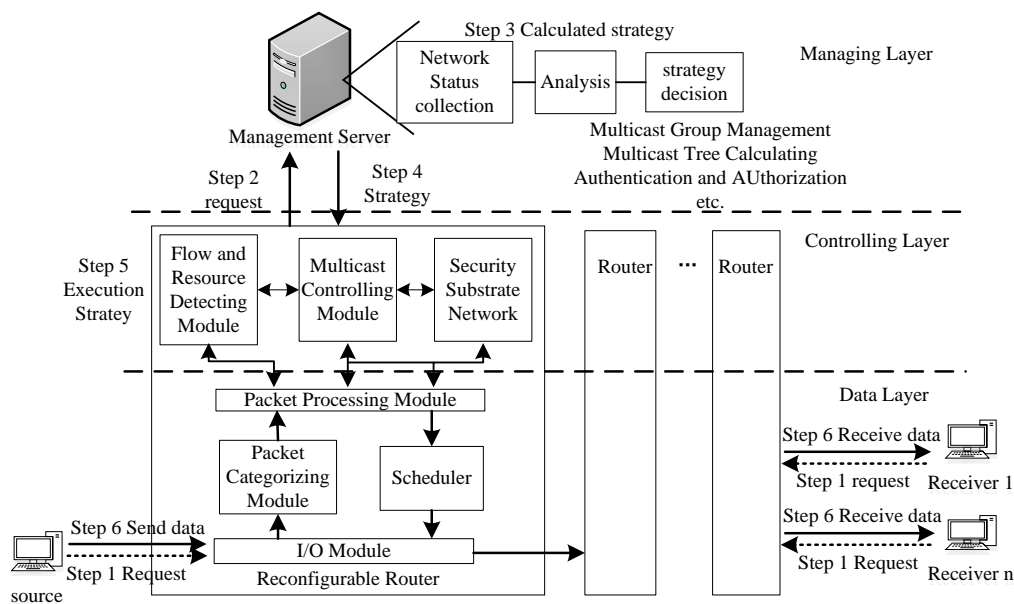 Step 3 Calculated strategy
Managing Layer
Network
Status
collection
Analysis
strategy
decision
Management Server
Multicast Group Management
Multicast Tree Calculating
Authentication and AUthorization
etc.
Step 2
request
Step 4
Strategy
Controlling Layer
Step 5
Execution
Stratey
Flow and
Resource
Detecting
Module
Multicast
Controlling
Module
Security
Substrate
Network
Router
...
Router
Data Layer
Packet Processing Module
Packet
Categorizing
Module
Scheduler
I/O Module
Reconfigurable Router
Step 6 Send data
Step 1 Request
source
Step 6 Receive data
Step 1 request
Receiver 1
Step 6 Receive data
Step 1 Request
Receiver n